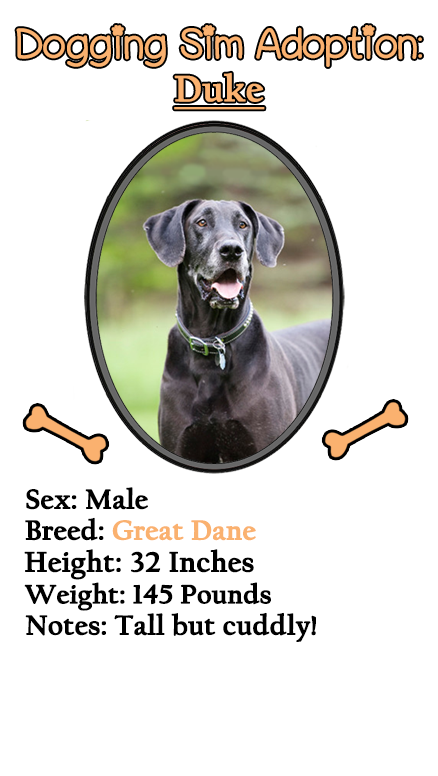 Dogging Sim Adoption:
Duke
Sex: Male
Breed: Great Dane
Height: 32 Inches
Weight: 145 Pounds
Notes: Tall but cuddly!